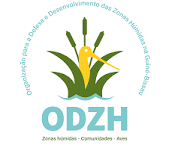 Organização para a Defesa e Desenvolvimento das Zonas Húmidas na Guiné-Bissau
ODZH
Zonas húmidas - Comunidades - Aves